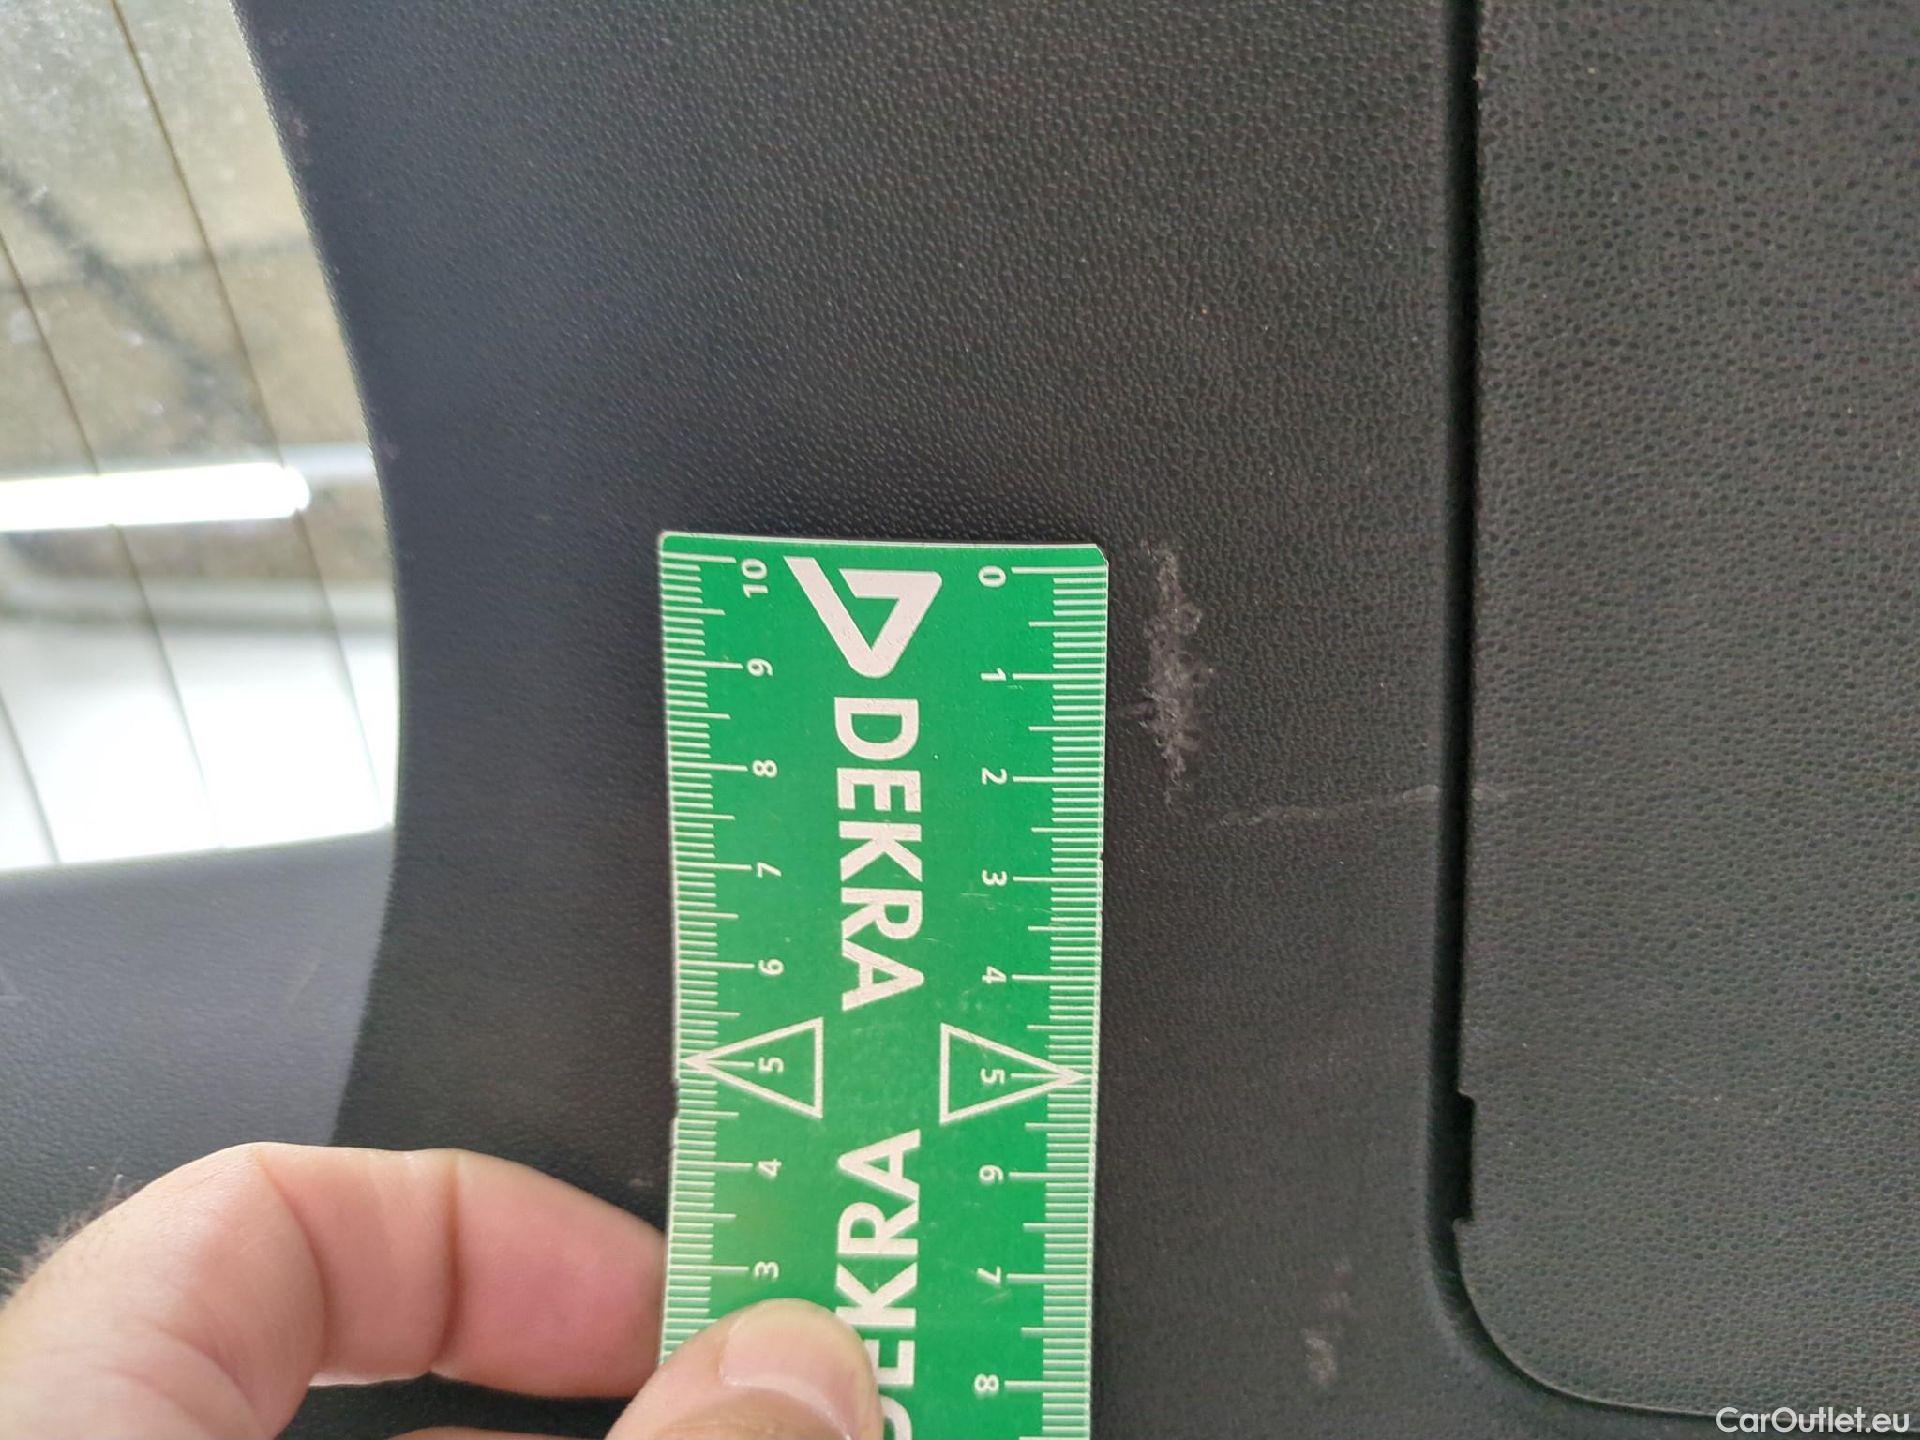 DEKRA
DEKRA
10 9 8 7 6 5 4 3
0 1 2 3 4 5 6 7 8
CarOutlet.eu